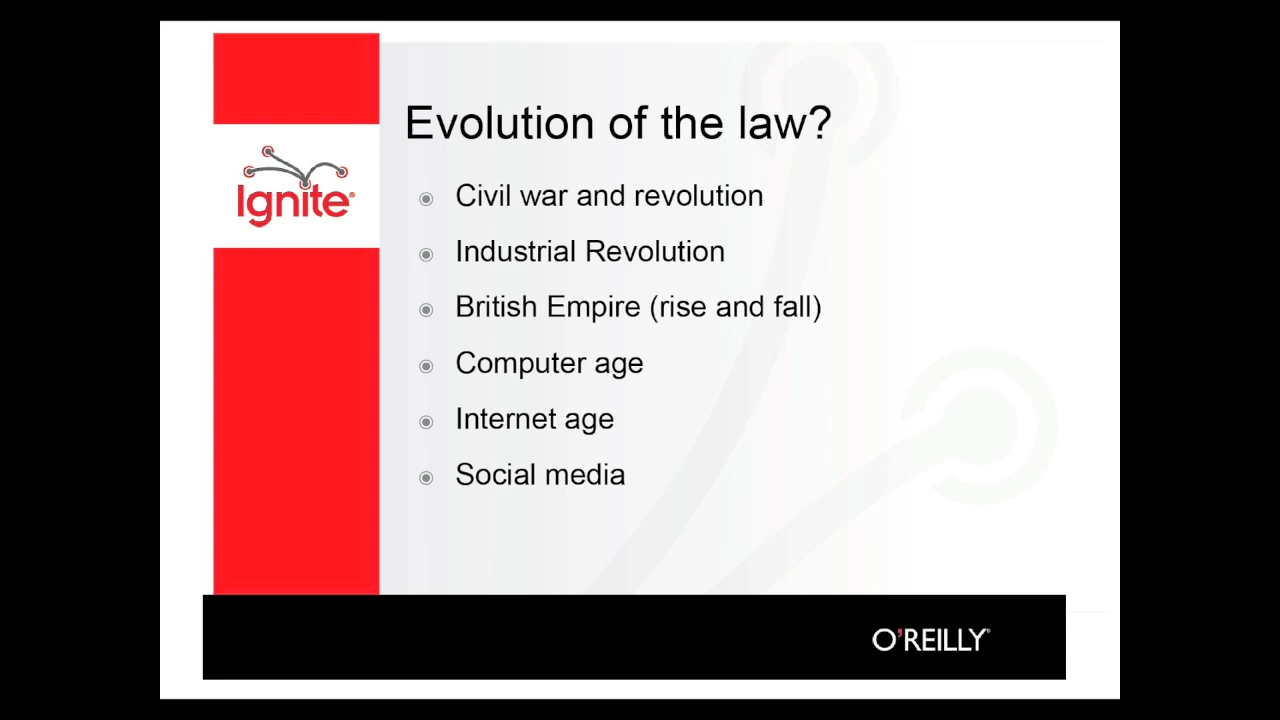 Evolution of the law?
Ignite®
Civil war and revolution
Industrial Revolution
British Empire (rise and fall)
Computer age
Internet age
Social media
O'REILLY®